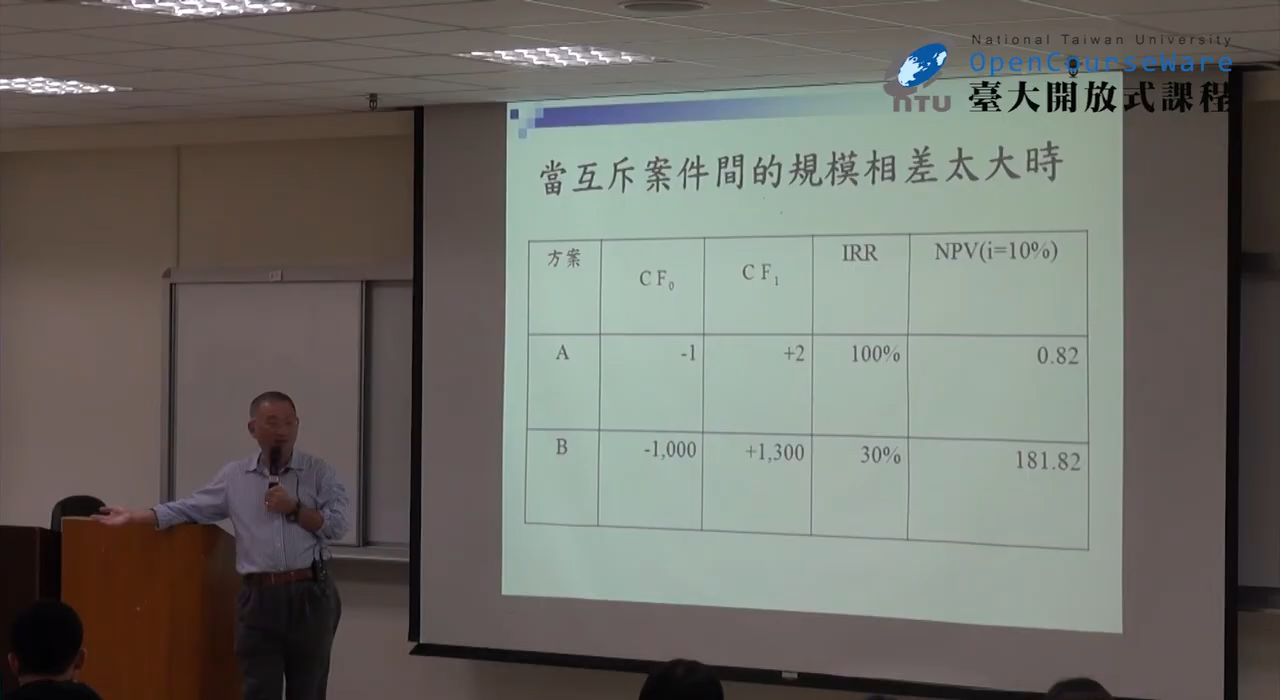 National Taiwan University
OpenCourseWare
NTU 臺大開放式課程
當互斥案件間的規模相差太大時
方案 CF0 CF1 IRR NPV(i=10%)
A -1 +2 100% 0.82
B -1,000 +1,300 30% 181.82